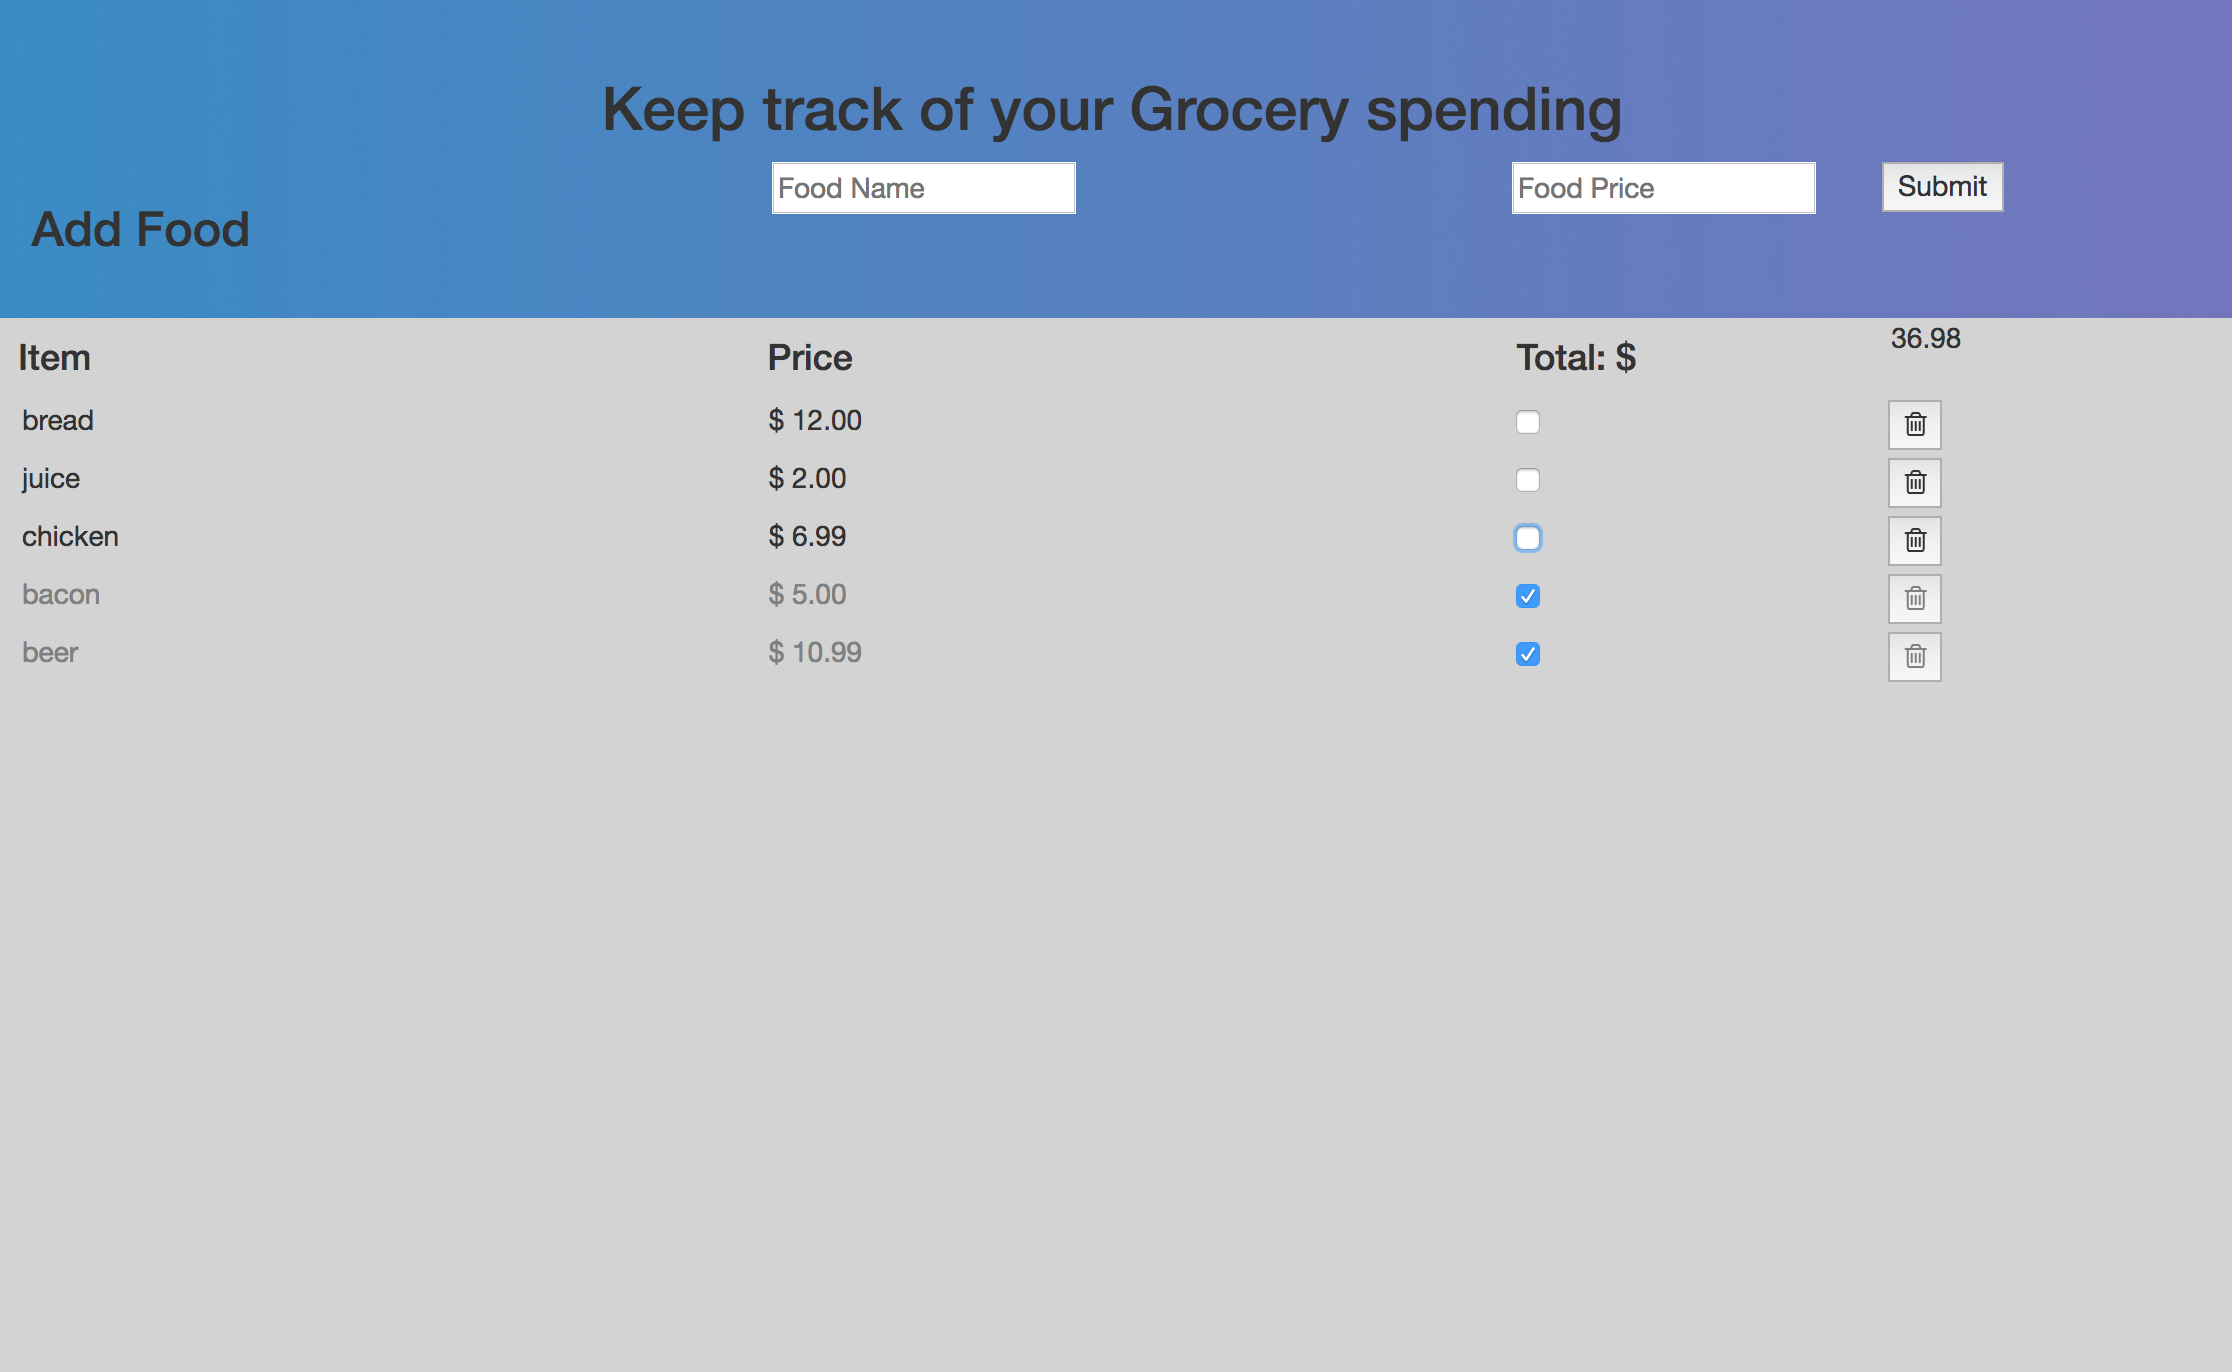 Keep track of your Grocery spending
Food Name Food Price Submit
Add Food
Item Price Total: $ 36.98
bread $ 12.00
juice $ 2.00
chicken $ 6.99
bacon $ 5.00
beer $ 10.99